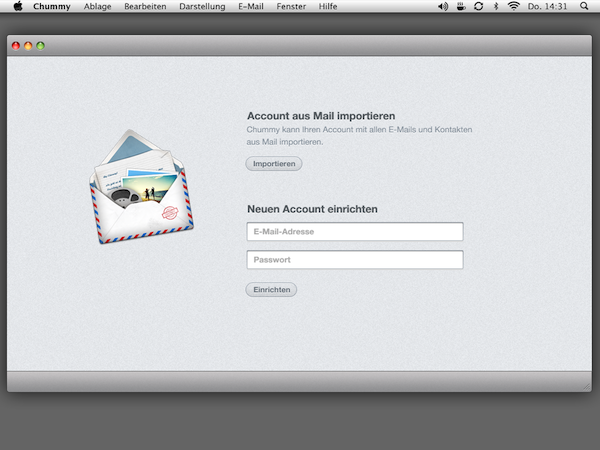 Chummy Ablage Bearbeiten Darstellung E-Mail Fenster Hilfe Do. 14:31
Account aus Mail importieren
Chummy kann Ihren Account mit allen E-Mails und Kontakten
aus Mail importieren.
Importieren
Neuen Account einrichten
E-Mail-Adresse
Passwort
Einrichten